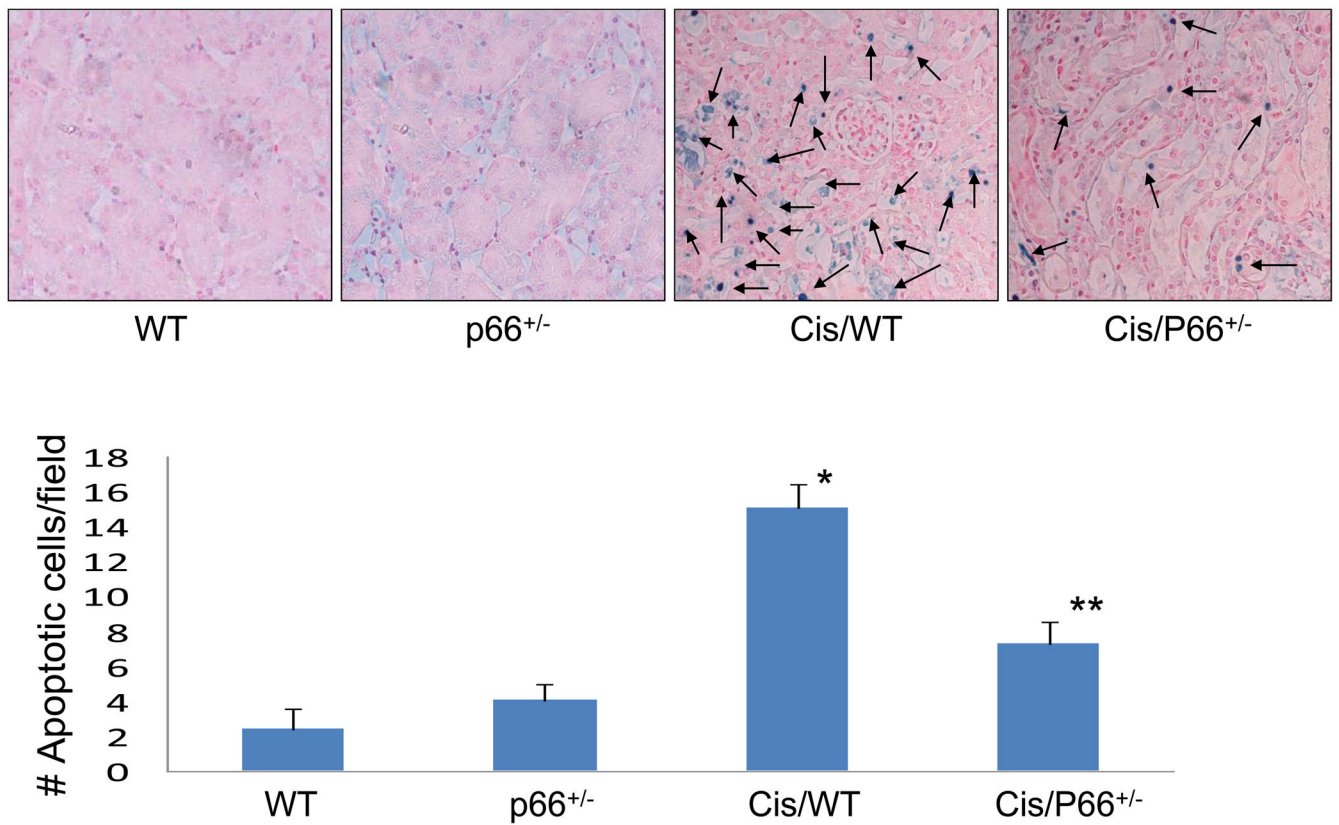 WT
p66+/-
Cis/WT
Cis/P66+/-
# Apoptotic cells/field
18
16
14
12
10
8
6
4
2
0
*
**
WT
p66+/-
Cis/WT
Cis/P66+/-